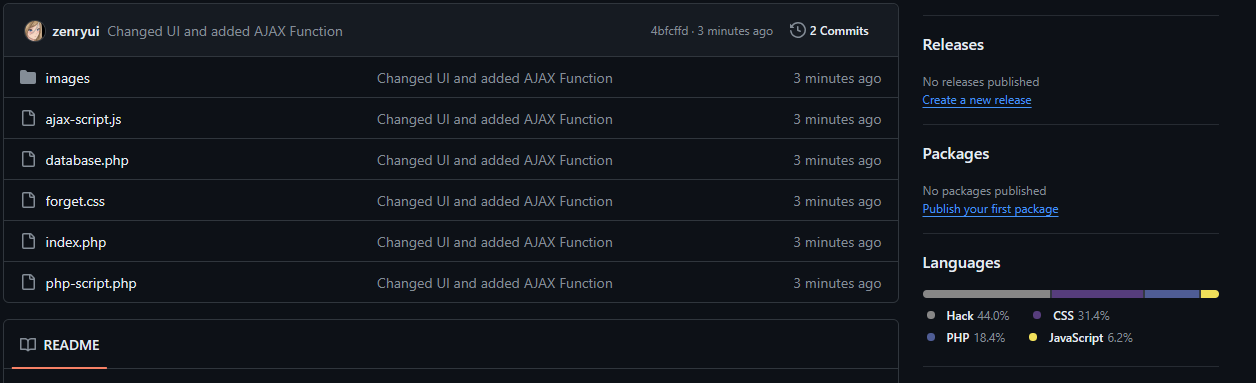 zenryui Changed UI and added AJAX Function 4bfcffd · 3 minutes ago 2 Commits
images Changed UI and added AJAX Function 3 minutes ago
ajax-script.js Changed UI and added AJAX Function 3 minutes ago
database.php Changed UI and added AJAX Function 3 minutes ago
forget.css Changed UI and added AJAX Function 3 minutes ago
index.php Changed UI and added AJAX Function 3 minutes ago
php-script.php Changed UI and added AJAX Function 3 minutes ago
README
Releases
No releases published
Create a new release
Packages
No packages published
Publish your first package
Languages
Hack 44.0% CSS 31.4%
PHP 18.4% JavaScript 6.2%